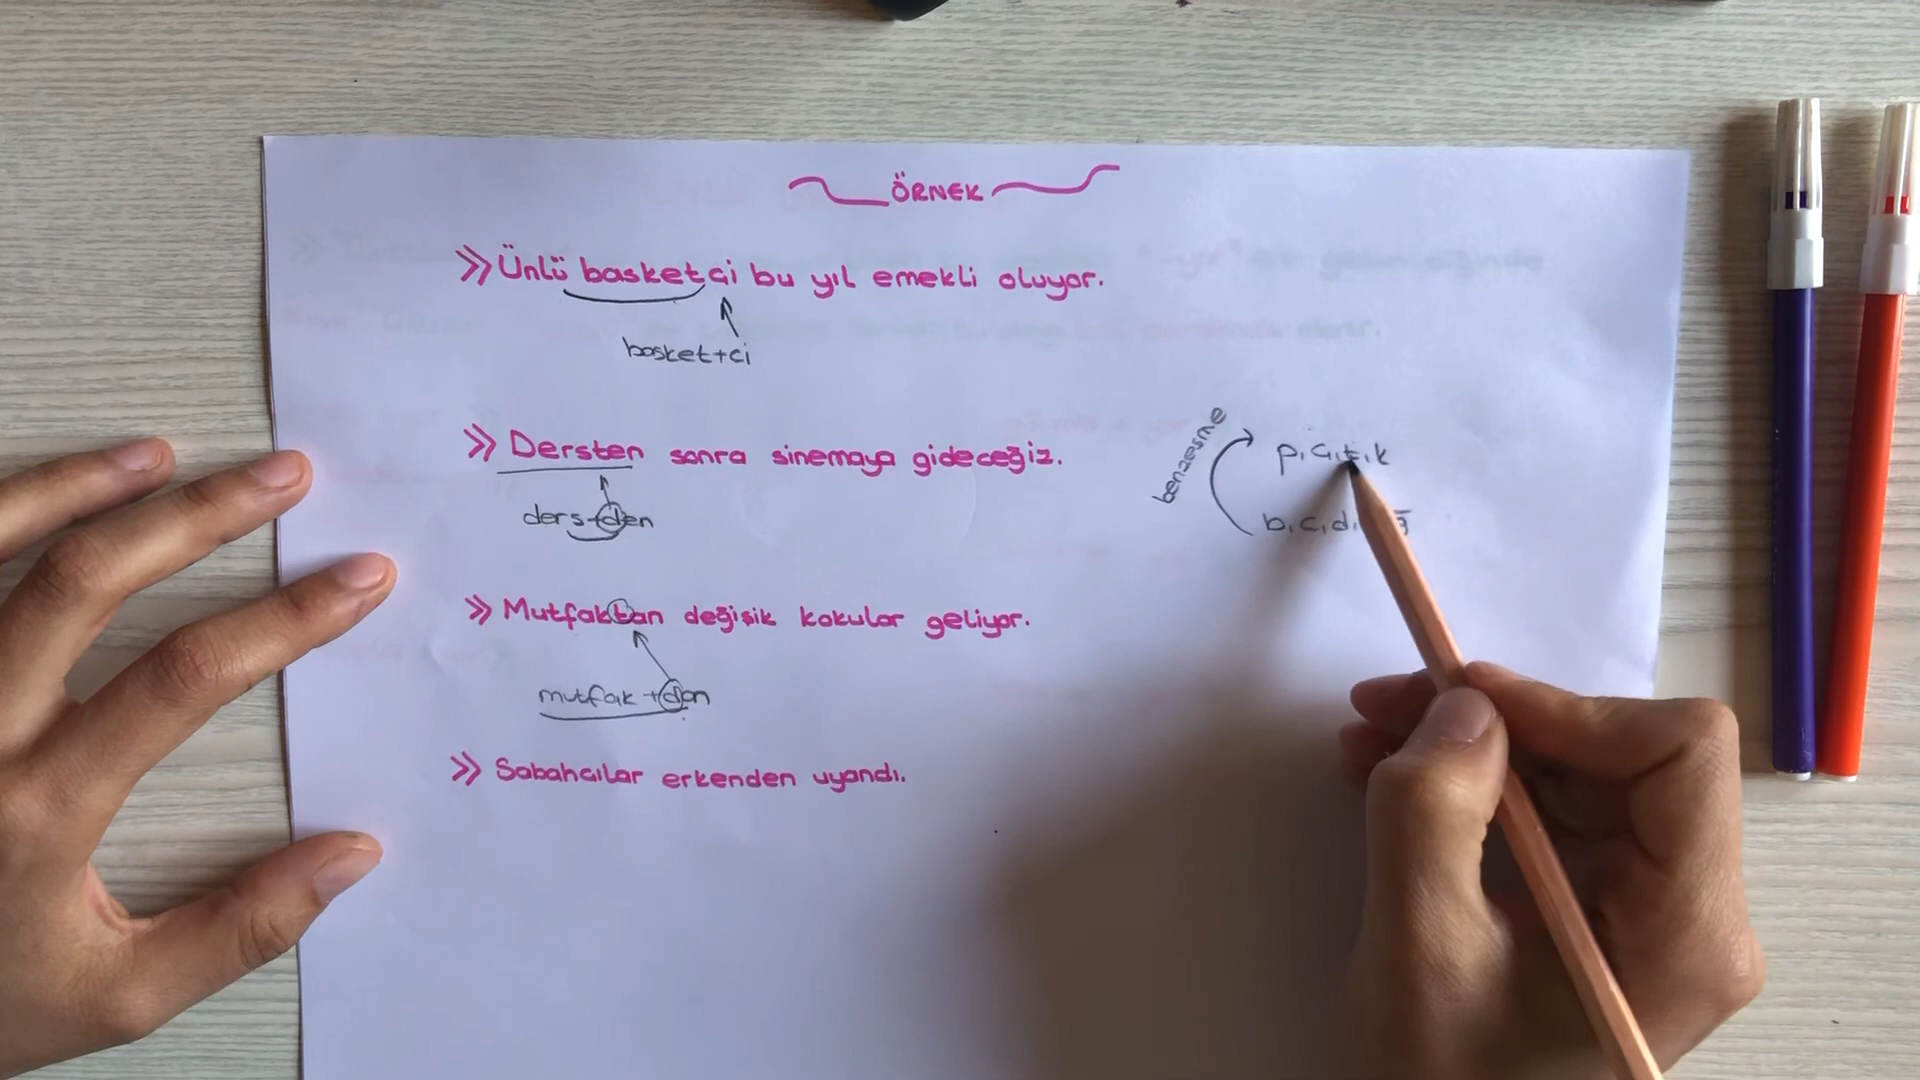 ÖRNEK
» Ünlü basketçi bu yıl emekli oluyor.
basket+ci
» Dersten sonra sinemaya gideceğiz.
ders+den
» Mutfaktan değişik kokular geliyor.
mutfak+dan
» Sabahçılar erkenden uyandı.
benzeşme
p, ç, t, k
b, c, d, ğ